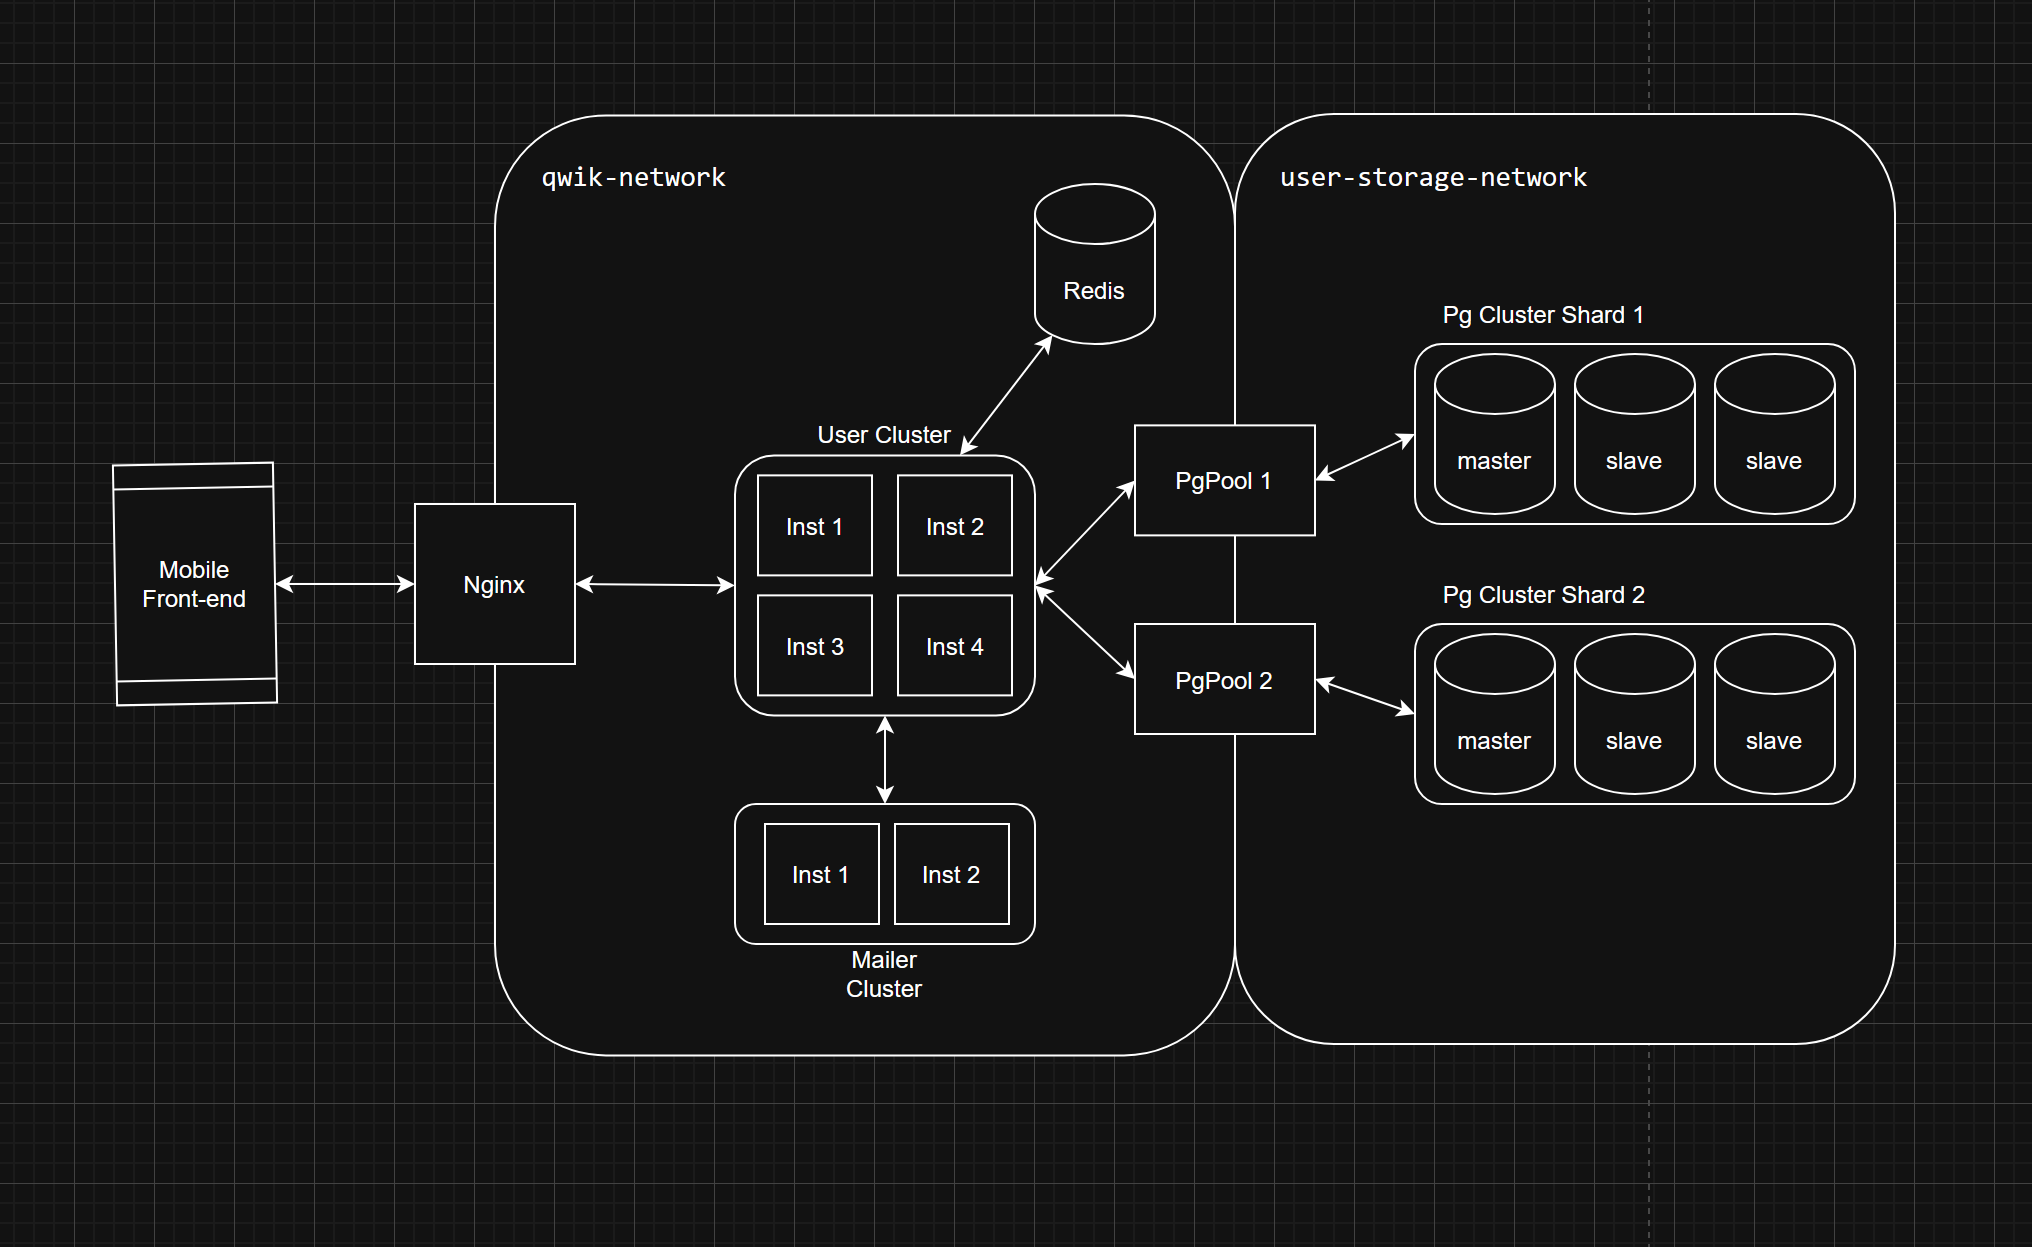 qwik-network
user-storage-network
Redis
Pg Cluster Shard 1
master
slave
slave
User Cluster
Inst 1
Inst 2
Inst 3
Inst 4
PgPool 1
Mobile
Front-end
Nginx
PgPool 2
Pg Cluster Shard 2
master
slave
slave
Inst 1
Inst 2
Mailer
Cluster